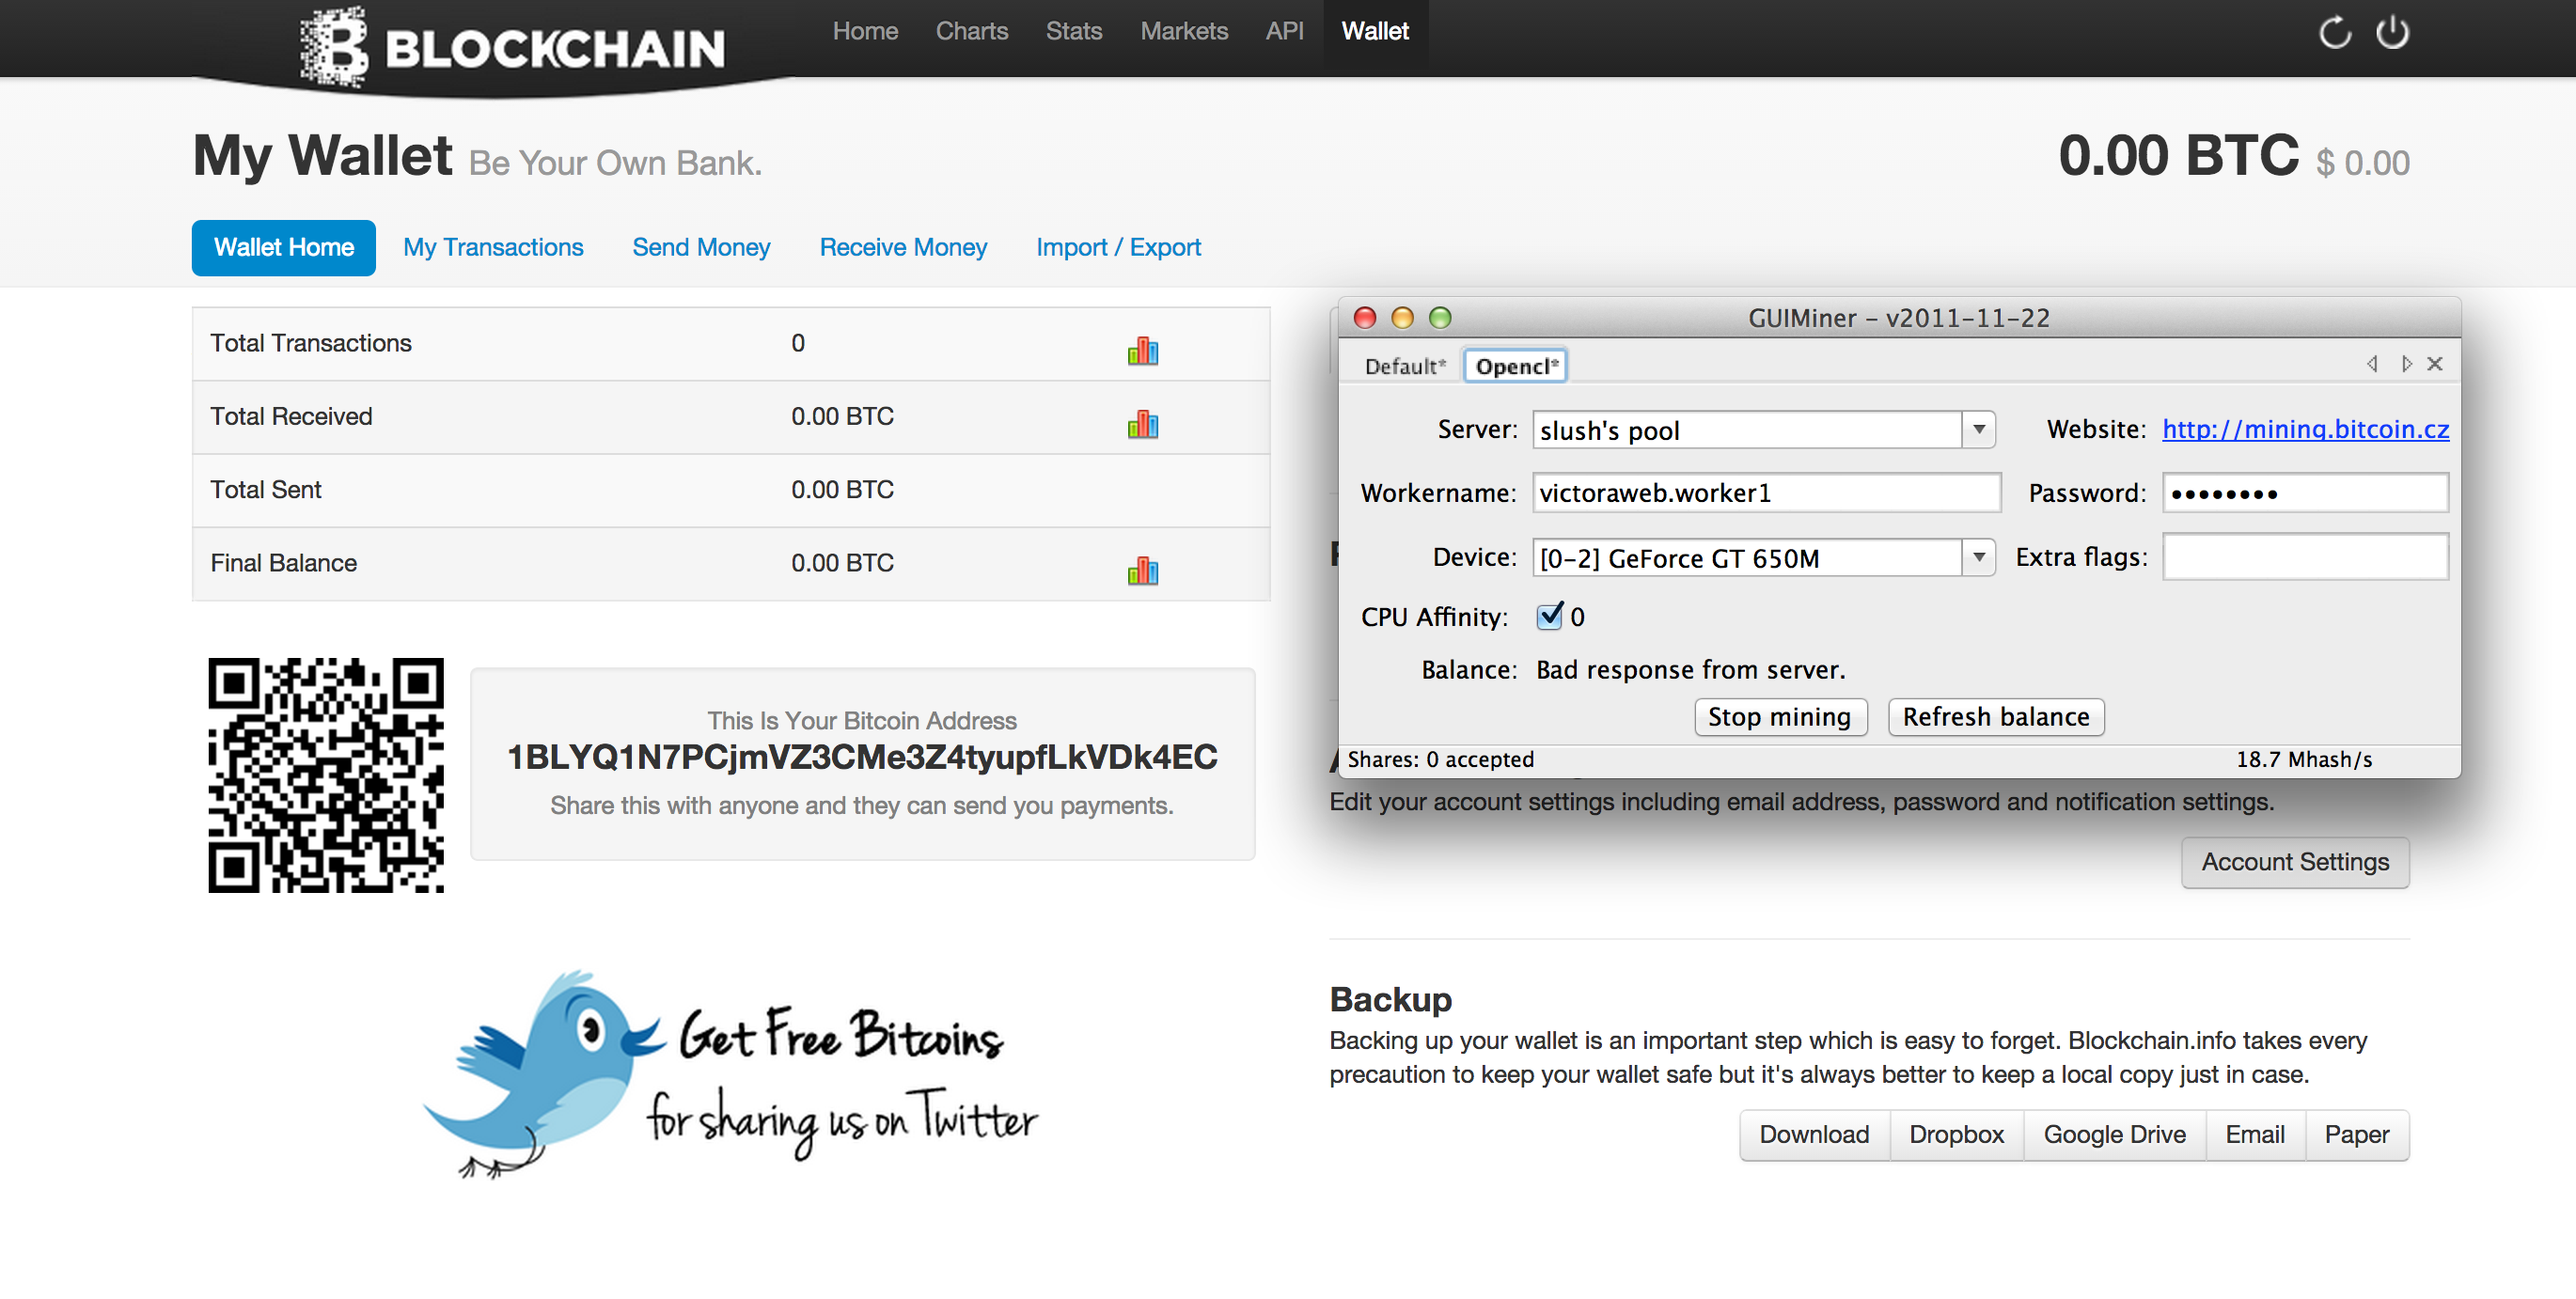 BLOCKCHAIN
Home Charts Stats Markets API Wallet
My Wallet Be Your Own Bank.
0.00 BTC $ 0.00
Wallet Home My Transactions Send Money Receive Money Import / Export
Total Transactions 0
Total Received 0.00 BTC
Total Sent 0.00 BTC
Final Balance 0.00 BTC
This Is Your Bitcoin Address
1BLYQ1N7PCjmVZ3CMe3Z4tyupfLkVDk4EC
Share this with anyone and they can send you payments.
Get Free Bitcoins
for sharing us on Twitter
GUIMiner - v2011-11-22
Default* Opencl*
Server: slush's pool Website: http://mining.bitcoin.cz
Workername: victoraweb.worker1 Password: ••••••••
Device: [0-2] GeForce GT 650M Extra flags:
CPU Affinity: 0
Balance: Bad response from server.
Stop mining Refresh balance
Shares: 0 accepted 18.7 Mhash/s
Edit your account settings including email address, password and notification settings.
Account Settings
Backup
Backing up your wallet is an important step which is easy to forget. Blockchain.info takes every
precaution to keep your wallet safe but it's always better to keep a local copy just in case.
Download Dropbox Google Drive Email Paper